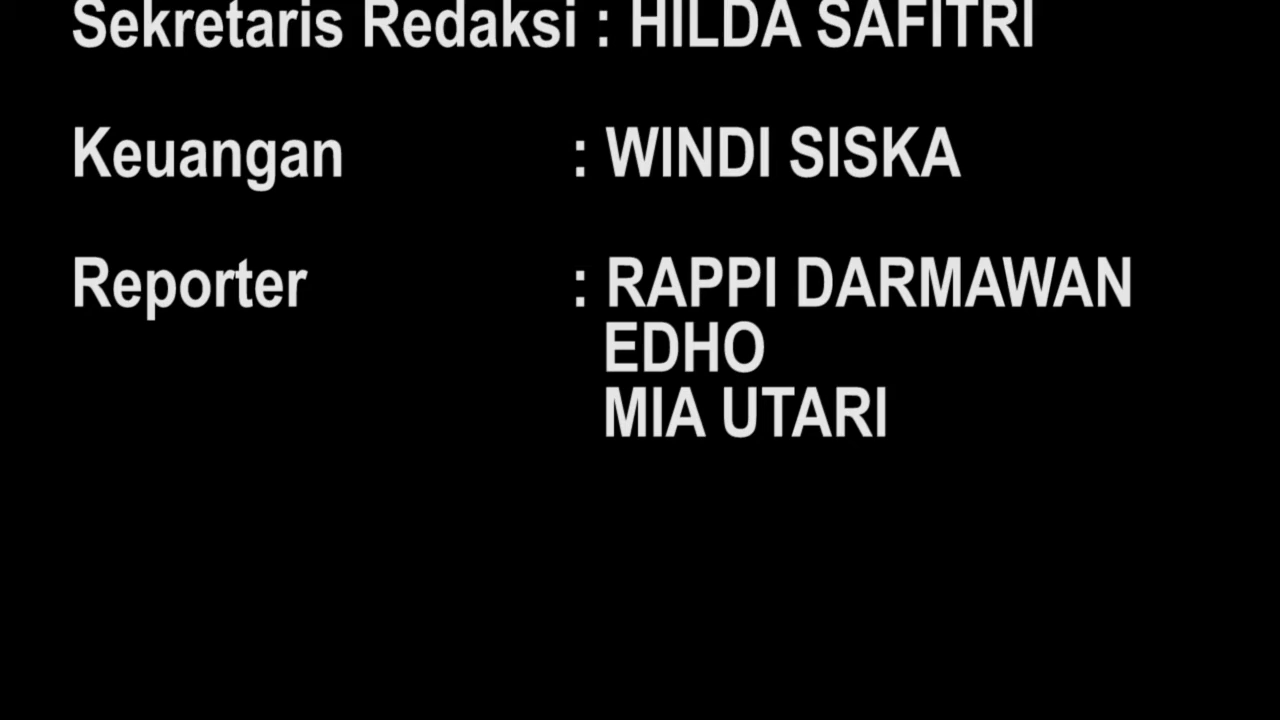 Sekretaris Redaksi : HILDA SAFITRI
Keuangan : WINDI SISKA
Reporter : RAPPI DARMAWAN
EDHO
MIA UTARI